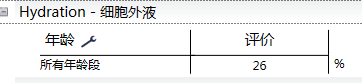 Hydration - 细胞外液
年龄 评价
所有年龄段 26 %